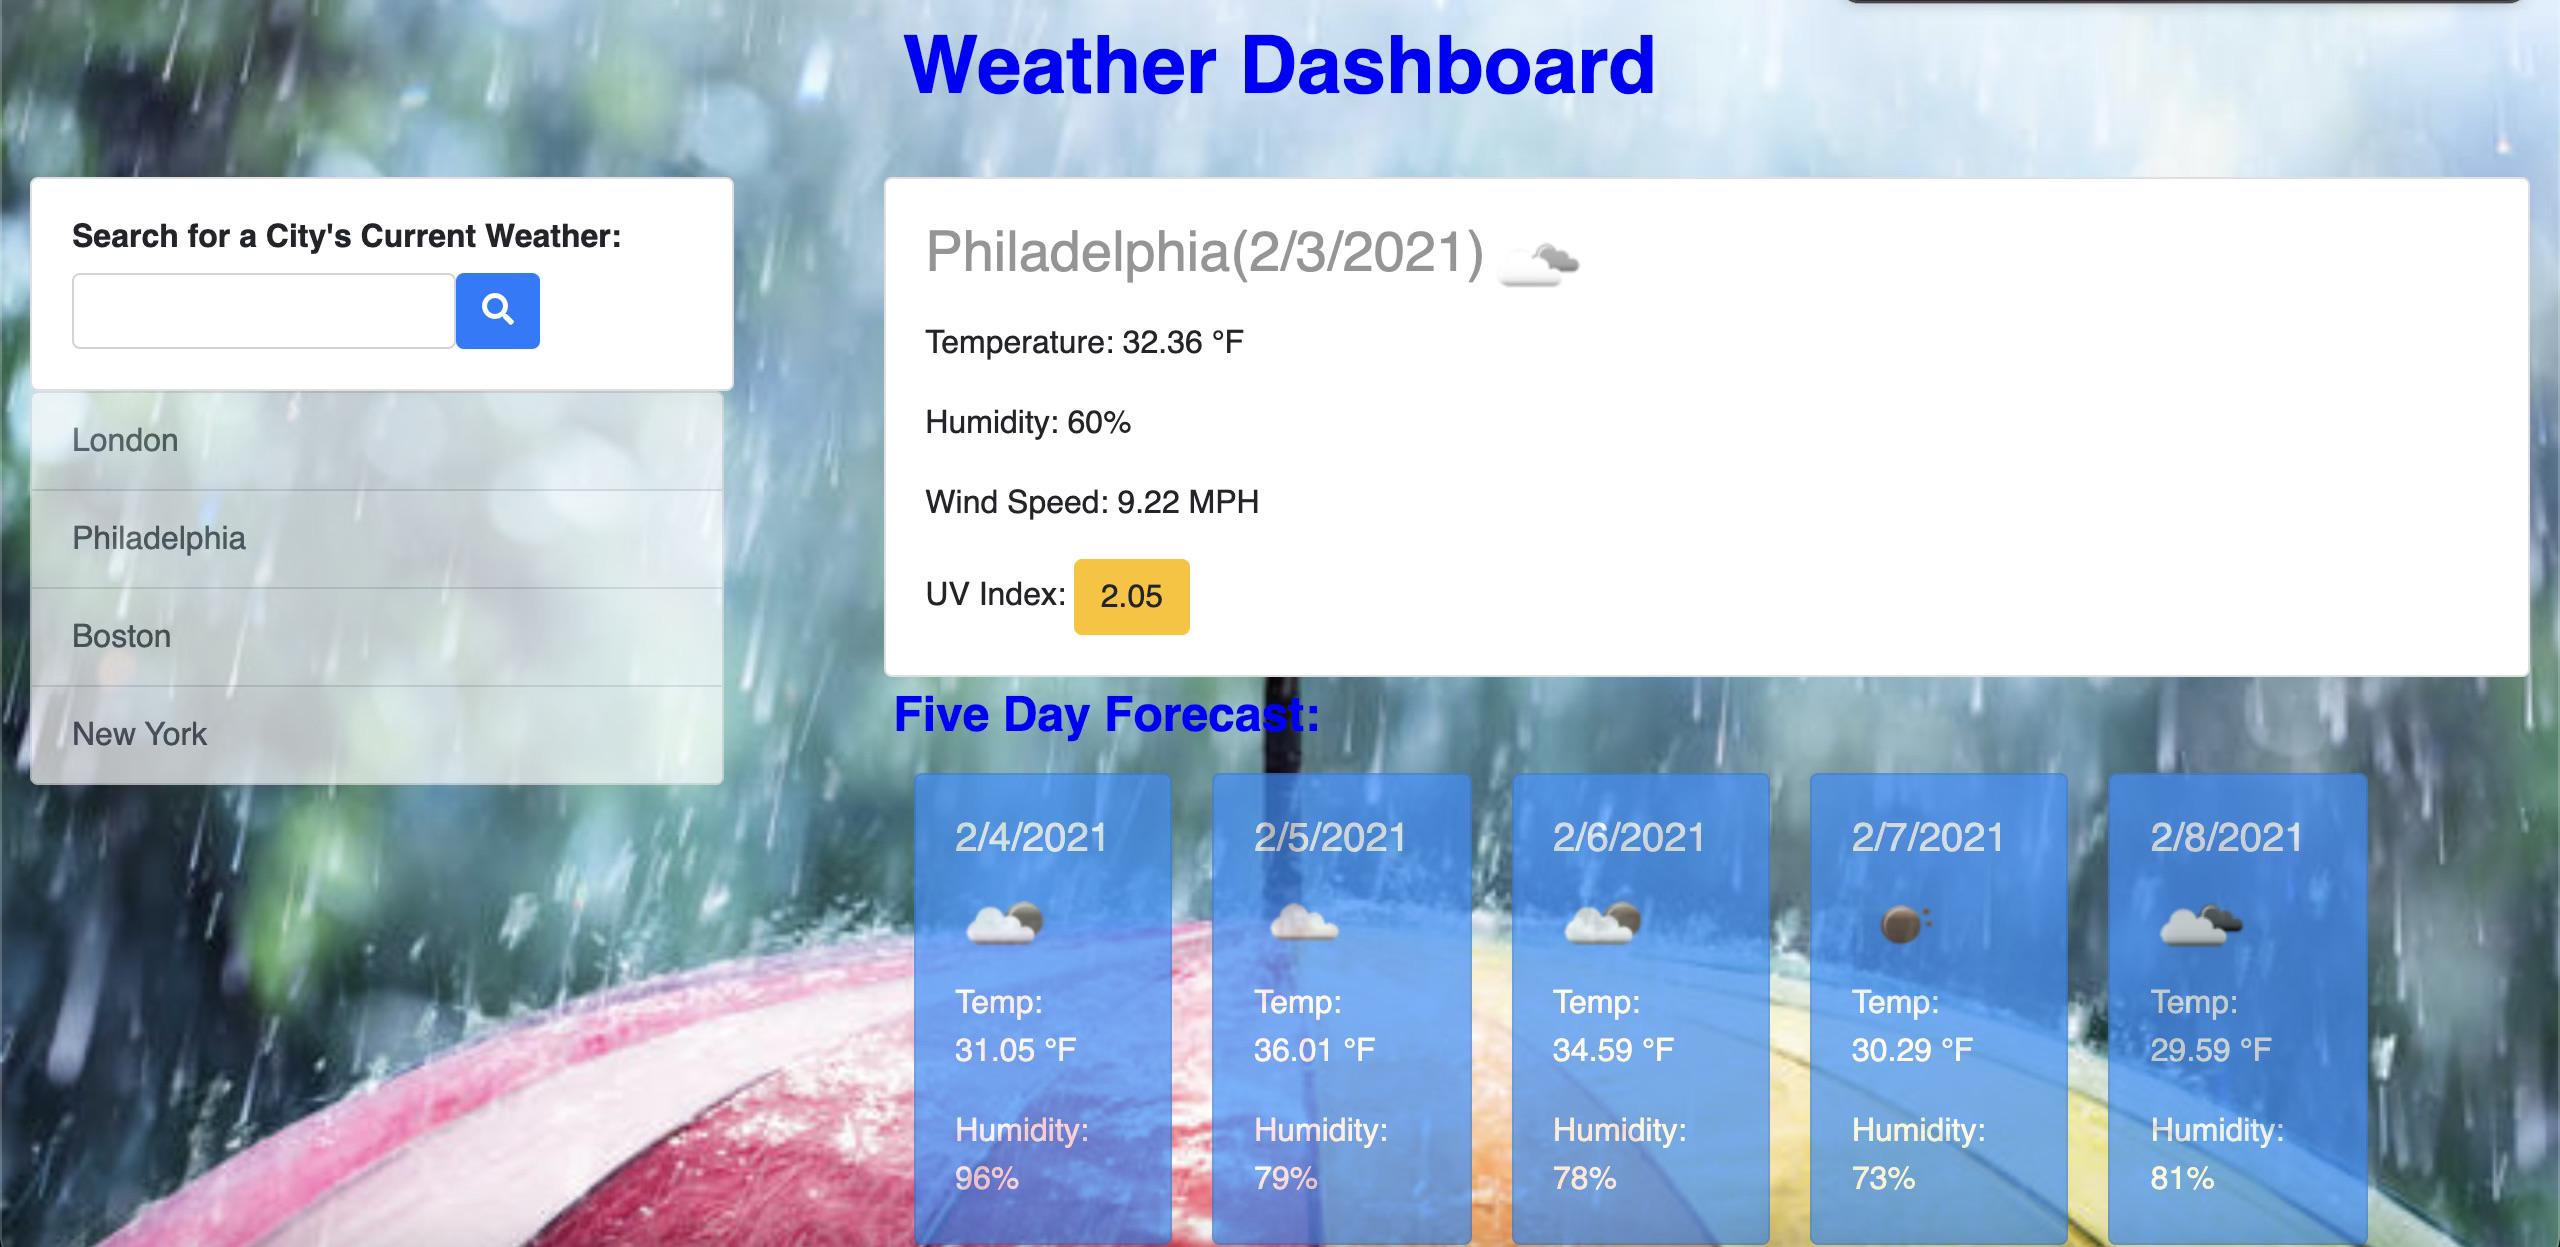 Weather Dashboard
Search for a City's Current Weather:
London
Philadelphia
Boston
New York
Philadelphia(2/3/2021)
Temperature: 32.36 °F
Humidity: 60%
Wind Speed: 9.22 MPH
UV Index: 2.05
Five Day Forecast:
2/4/2021
Temp:
31.05 °F
Humidity:
96%
2/5/2021
Temp:
36.01 °F
Humidity:
79%
2/6/2021
Temp:
34.59 °F
Humidity:
78%
2/7/2021
Temp:
30.29 °F
Humidity:
73%
2/8/2021
Temp:
29.59 °F
Humidity:
81%